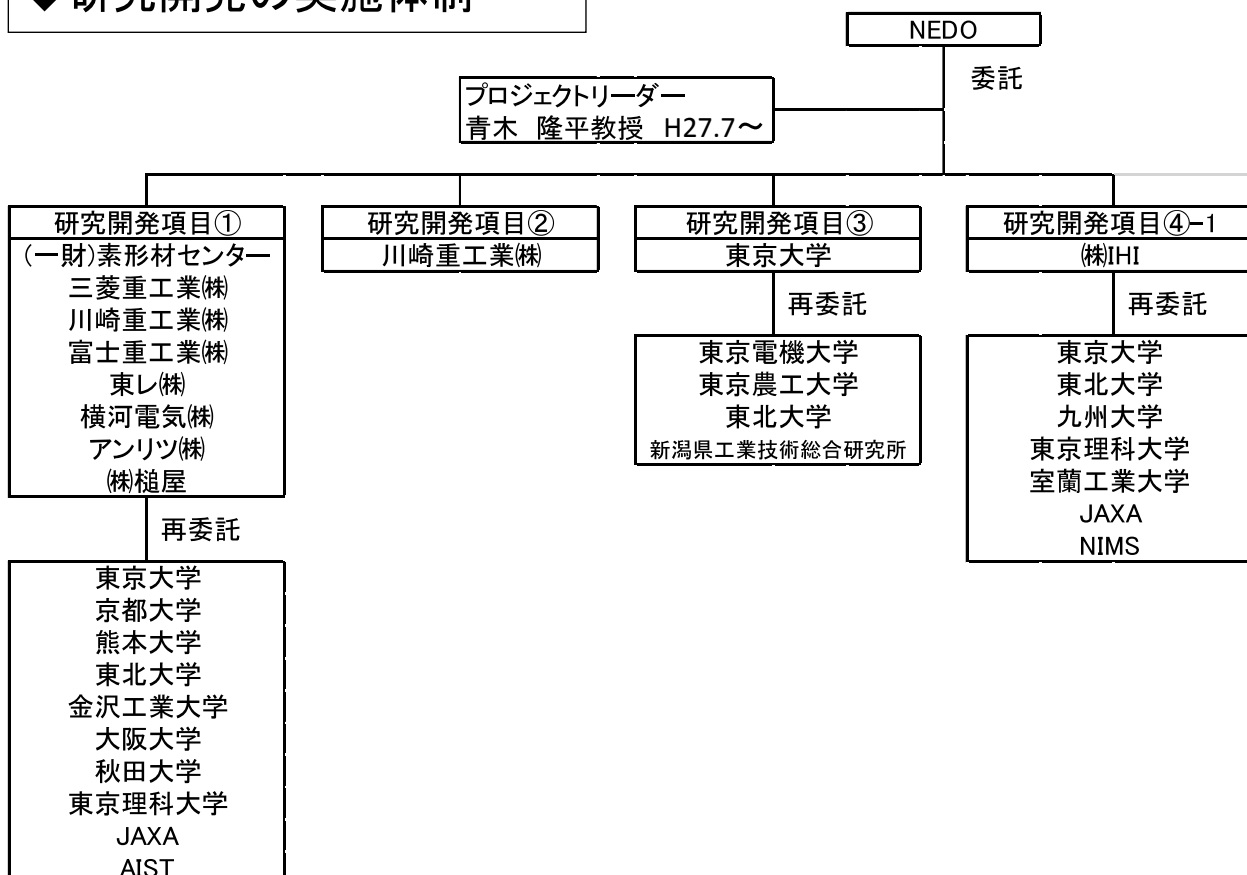 ◆研究開発の実施体制
NEDO
委託
プロジェクトリーダー
青木　隆平教授　H27.7～
研究開発項目①
(一財)素形材センター
三菱重工業㈱
川崎重工業㈱
富士重工業㈱
東レ㈱
横河電気㈱
アンリツ㈱
㈱槌屋
再委託
東京大学
京都大学
熊本大学
東北大学
金沢工業大学
大阪大学
秋田大学
東京理科大学
JAXA
AIST
研究開発項目②
川崎重工業㈱
研究開発項目③
東京大学
再委託
東京電機大学
東京農工大学
東北大学
新潟県工業技術総合研究所
研究開発項目④-1
㈱IHI
再委託
東京大学
東北大学
九州大学
東京理科大学
室蘭工業大学
JAXA
NIMS